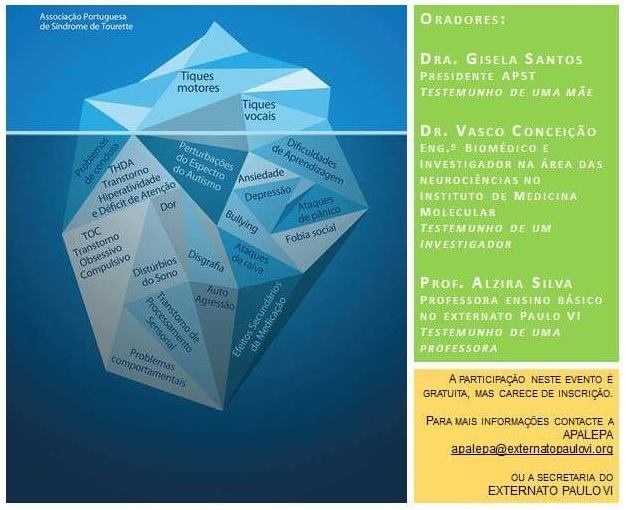 Associação Portuguesa
de Síndrome de Tourette
Tiques
motores
Tiques
vocais
Problemas
de conduta
THDA
Transtorno
Hiperatividade
e Déficit de Atenção
Perturbações
do Espectro
do Autismo
Dificuldades
de Aprendizagem
Ansiedade
Depressão
Ataques
de pânico
Bullying
Fobia social
Dor
TOC
Transtorno
Obsessivo
Compulsivo
Distúrbios
do Sono
Disgrafia
Ataques
de raiva
Auto
Agressão
Transtorno de
Processamento
Sensorial
Efeitos Secundários
da Medicação
Problemas
comportamentais
ORADORES:
DRA. GISELA SANTOS
PRESIDENTE APST
TESTEMUNHO DE UMA MÃE
DR. VASCO CONCEIÇÃO
ENG.º BIOMÉDICO E
INVESTIGADOR NA ÁREA DAS
NEUROCIÊNCIAS NO
INSTITUTO DE MEDICINA
MOLECULAR
TESTEMUNHO DE UM
INVESTIGADOR
PROF. ALZIRA SILVA
PROFESSORA ENSINO BÁSICO
NO EXTERNATO PAULO VI
TESTEMUNHO DE UMA
PROFESSORA
A PARTICIPAÇÃO NESTE EVENTO É
GRATUITA, MAS CARECE DE INSCRIÇÃO.
PARA MAIS INFORMAÇÕES CONTACTE A
APALEPA
apalepa@externatopaulovi.org
OU A SECRETARIA DO
EXTERNATO PAULO VI